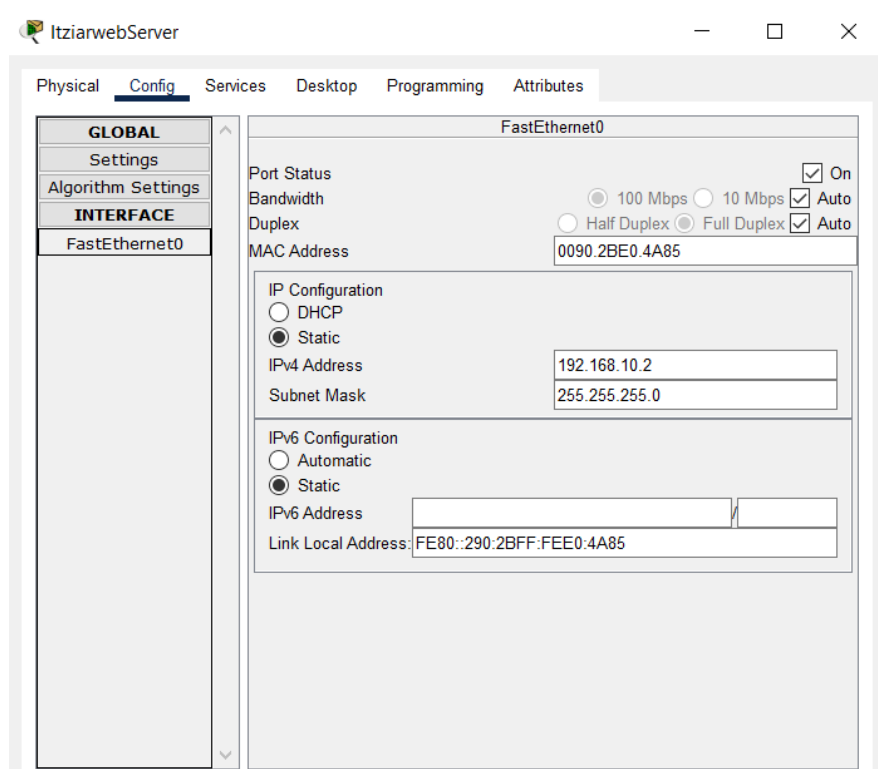 ItziarwebServer
Physical Config Services Desktop Programming Attributes
GLOBAL
Settings
Algorithm Settings
INTERFACE
FastEthernet0
FastEthernet0
Port Status On
Bandwidth 100 Mbps 10 Mbps Auto
Duplex Half Duplex Full Duplex Auto
MAC Address 0090.2BE0.4A85
IP Configuration
DHCP
Static
IPv4 Address 192.168.10.2
Subnet Mask 255.255.255.0
IPv6 Configuration
Automatic
Static
IPv6 Address /
Link Local Address: FE80::290:2BFF:FEE0:4A85